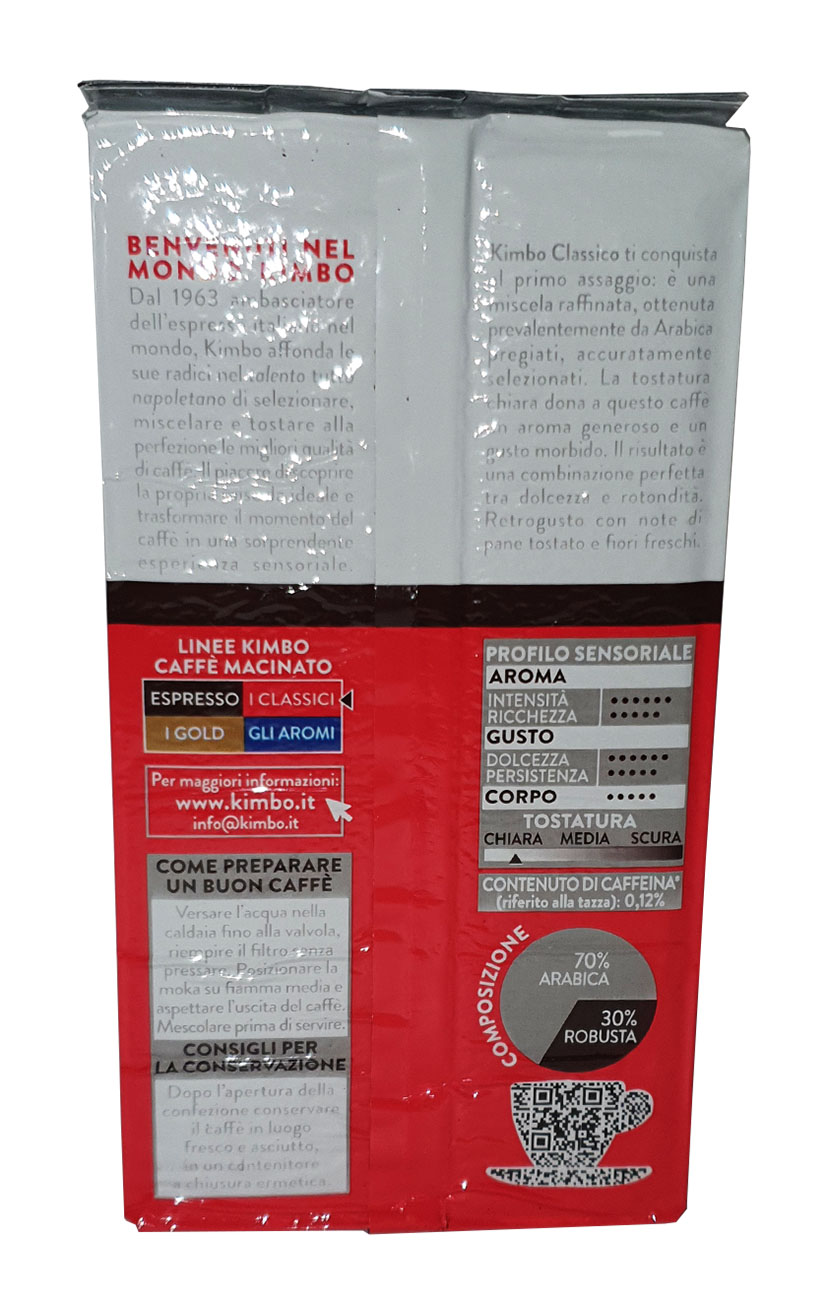 BENVENUTI NEL
MONDO KIMBO
Dal 1963 ambasciatore
dell'espresso italiano nel
mondo, Kimbo affonda le
sue radici nel talento tutto
napoletano di selezionare,
miscelare e tostare alla
perfezione le migliori qualità
di caffè. Il piacere di scoprire
la propria miscela ideale e
trasformare il momento del
caffè in una sorprendente
esperienza sensoriale.
Kimbo Classico ti conquista
al primo assaggio: è una
miscela raffinata, ottenuta
prevalentemente da Arabica
pregiati, accuratamente
selezionati. La tostatura
chiara dona a questo caffè
un aroma generoso e un
gusto morbido. Il risultato è
una combinazione perfetta
tra dolcezza e rotondità.
Retrogusto con note di
pane tostato e fiori freschi.
LINEE KIMBO
CAFFÈ MACINATO
ESPRESSO I CLASSICI
I GOLD GLI AROMI
Per maggiori informazioni:
www.kimbo.it
info@kimbo.it
COME PREPARARE
UN BUON CAFFÈ
Versare l'acqua nella
caldaia fino alla valvola,
riempire il filtro senza
pressare. Posizionare la
moka su fiamma media e
aspettare l'uscita del caffè.
Mescolare prima di servire.
CONSIGLI PER
LA CONSERVAZIONE
Dopo l'apertura della
confezione conservare
il caffè in luogo
fresco e asciutto,
in un contenitore
a chiusura ermetica.
PROFILO SENSORIALE
AROMA
INTENSITÀ
RICCHEZZA
GUSTO
DOLCEZZA
PERSISTENZA
CORPO
TOSTATURA
CHIARA MEDIA SCURA
CONTENUTO DI CAFFEINA*
(riferito alla tazza): 0,12%
COMPOSIZIONE
70%
ARABICA
30%
ROBUSTA